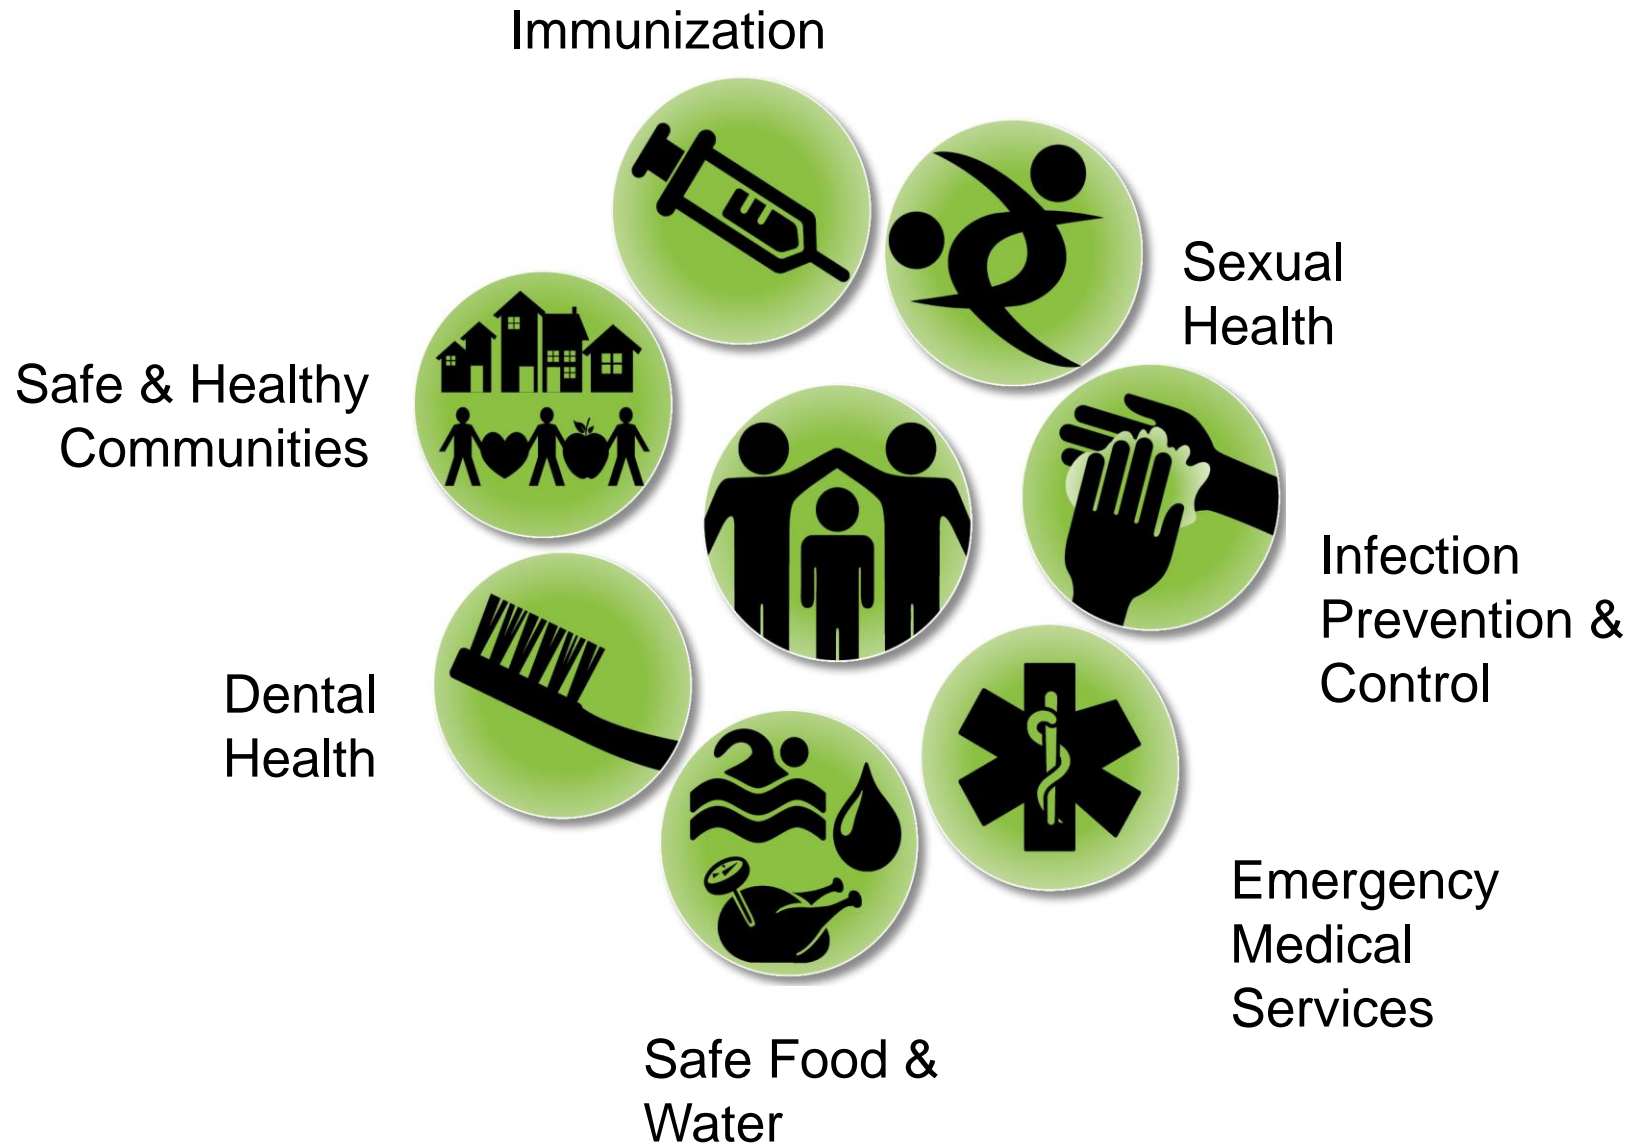 Immunization
Sexual
Health
Safe & Healthy
Communities
Infection
Prevention &
Control
Dental
Health
Emergency
Medical
Services
Safe Food &
Water